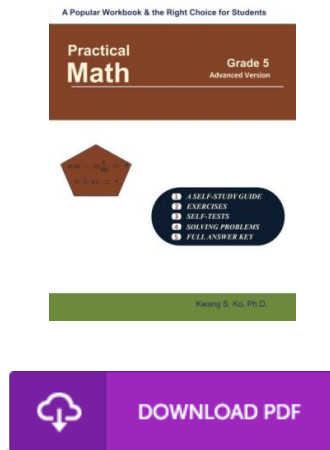 A Popular Workbook & the Right Choice for Students
Practical
Math
Grade 5
Advanced Version
1 A SELF-STUDY GUIDE
2 EXERCISES
3 SELF-TESTS
4 SOLVING PROBLEMS
5 FULL ANSWER KEY
Kwang S. Ko, Ph.D.
DOWNLOAD PDF